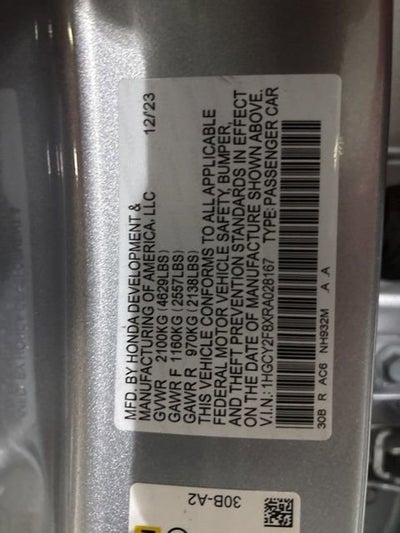 MFD. BY HONDA DEVELOPMENT &
MANUFACTURING OF AMERICA, LLC 12/23
GVWR 2100KG (4629LBS)
GAWR F 1160KG (2557LBS)
GAWR R 970KG (2138LBS)
THIS VEHICLE CONFORMS TO ALL APPLICABLE
FEDERAL MOTOR VEHICLE SAFETY, BUMPER,
AND THEFT PREVENTION STANDARDS IN EFFECT
ON THE DATE OF MANUFACTURE SHOWN ABOVE.
V.I.N.: 1HGCY2F8XRA028167 TYPE: PASSENGER CAR
30B R AC6 NH932M A A
30B-A2